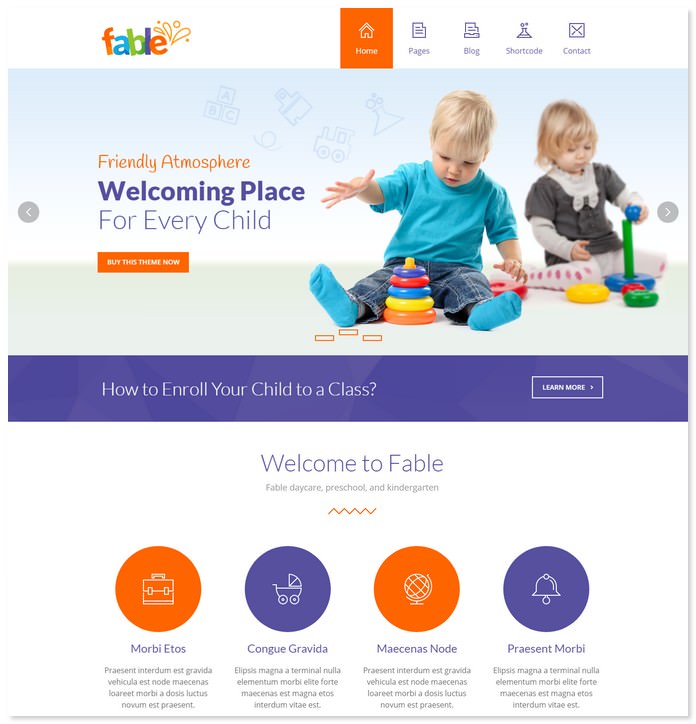 fable
Home
Pages
Blog
Shortcode
Contact
A
B C
Friendly Atmosphere
Welcoming Place
For Every Child
BUY THIS THEME NOW
How to Enroll Your Child to a Class?
LEARN MORE
Welcome to Fable
Fable daycare, preschool, and kindergarten
Morbi Etos
Praesent interdum est gravida
vehicula est node maecenas
loareet morbi a dosis luctus
novum est praesent.
Congue Gravida
Elipsis magna a terminal nulla
elementum morbi elite forte
maecenas est magna etos
interdum vitae est.
Maecenas Node
Praesent interdum est gravida
vehicula est node maecenas
loareet morbi a dosis luctus
novum est praesent.
Praesent Morbi
Elipsis magna a terminal nulla
elementum morbi elite forte
maecenas est magna etos
interdum vitae est.